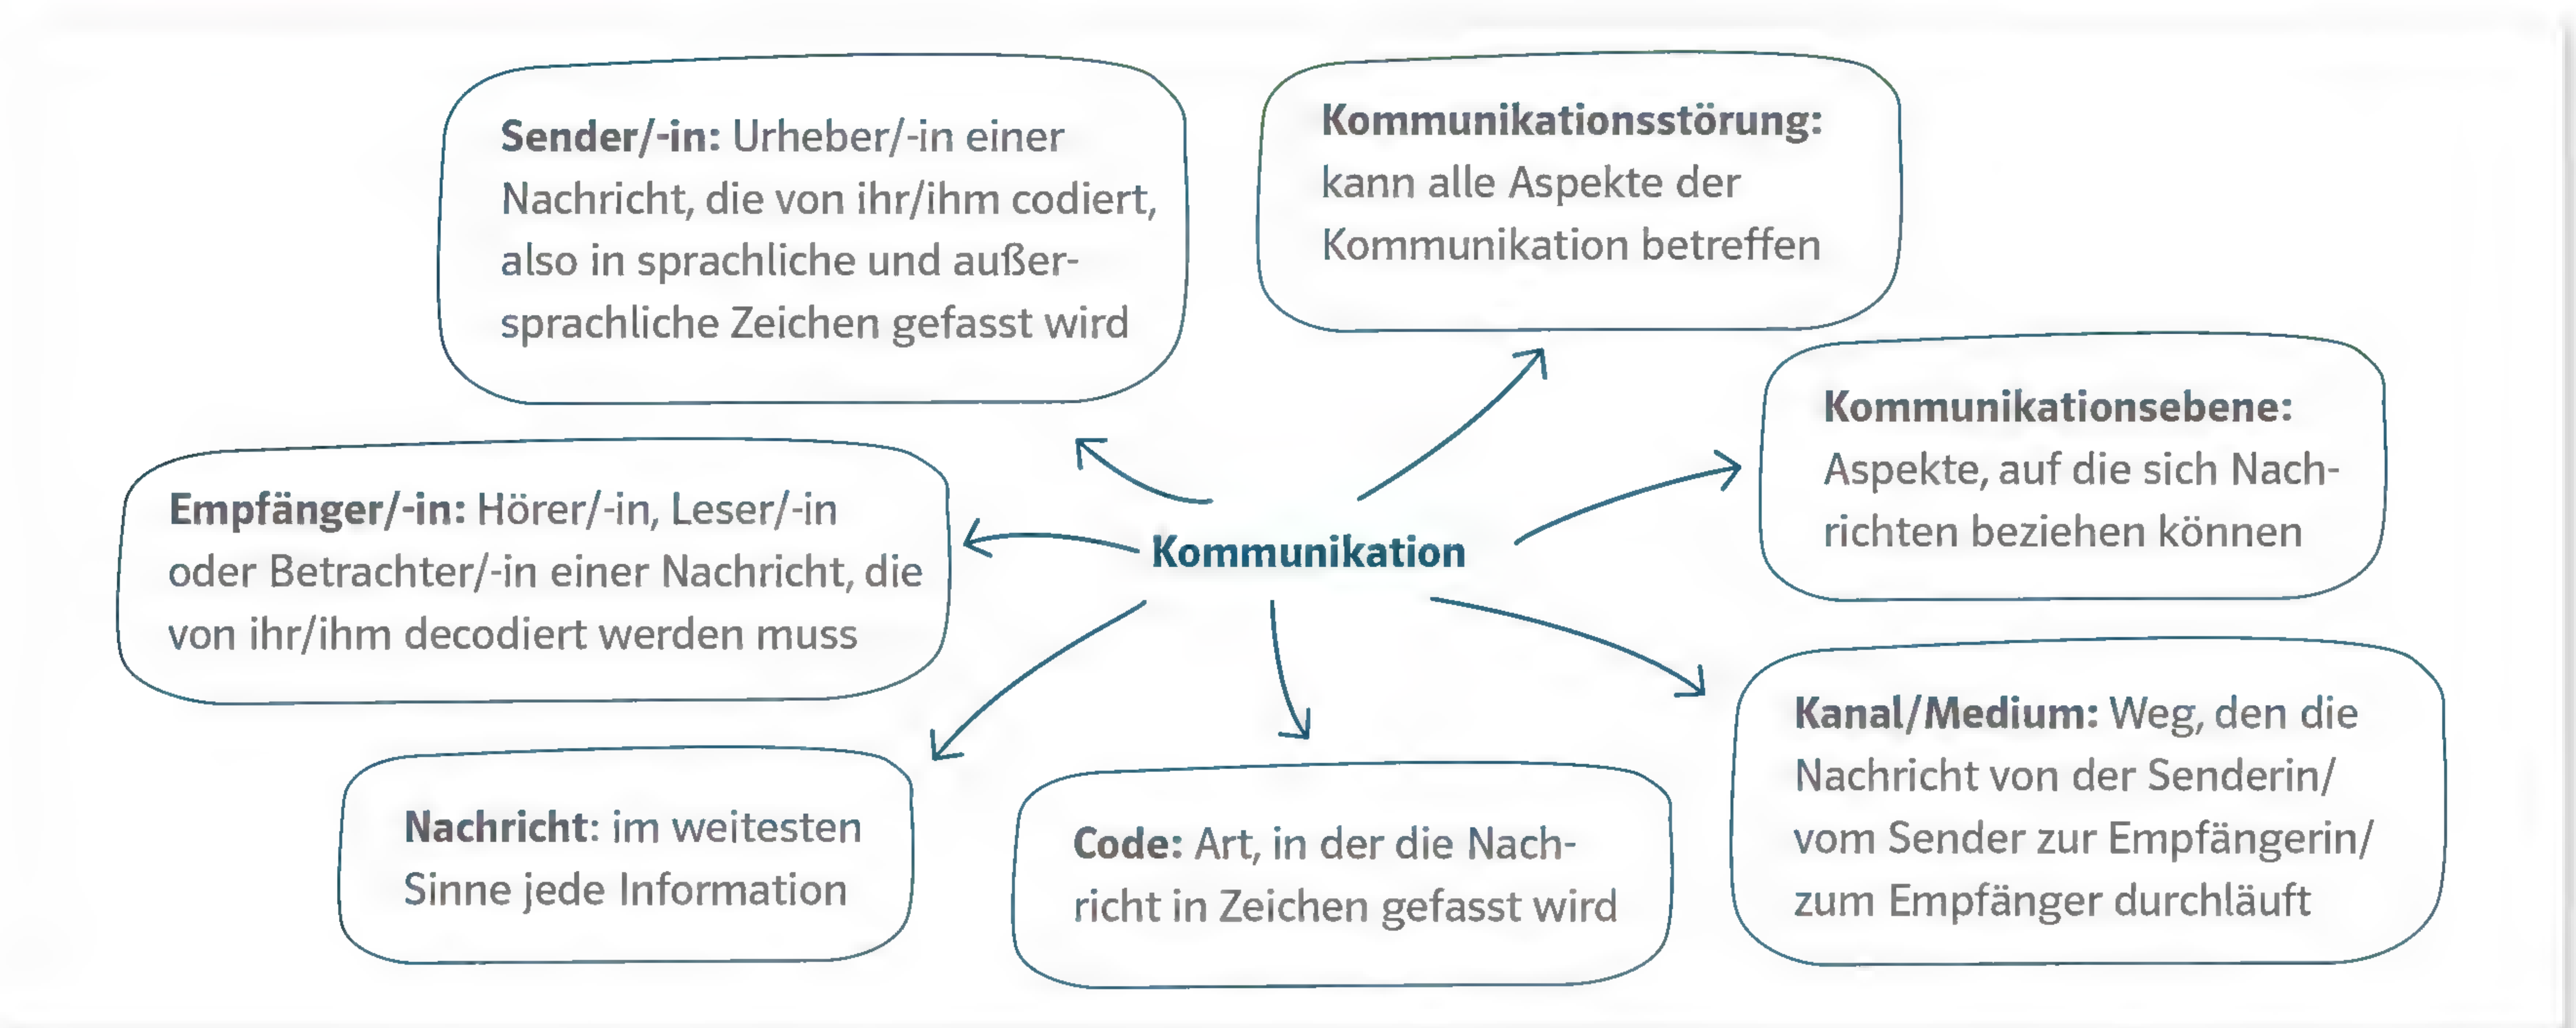 Sender/-in: Urheber/-in einer
Nachricht, die von ihr/ihm codiert,
also in sprachliche und außer-
sprachliche Zeichen gefasst wird
Kommunikationsstörung:
kann alle Aspekte der
Kommunikation betreffen
Kommunikationsebene:
Aspekte, auf die sich Nach-
richten beziehen können
Empfänger/-in: Hörer/-in, Leser/-in
oder Betrachter/-in einer Nachricht, die
von ihr/ihm decodiert werden muss
Kommunikation
Kanal/Medium: Weg, den die
Nachricht von der Senderin/
vom Sender zur Empfängerin/
zum Empfänger durchläuft
Nachricht: im weitesten
Sinne jede Information
Code: Art, in der die Nach-
richt in Zeichen gefasst wird